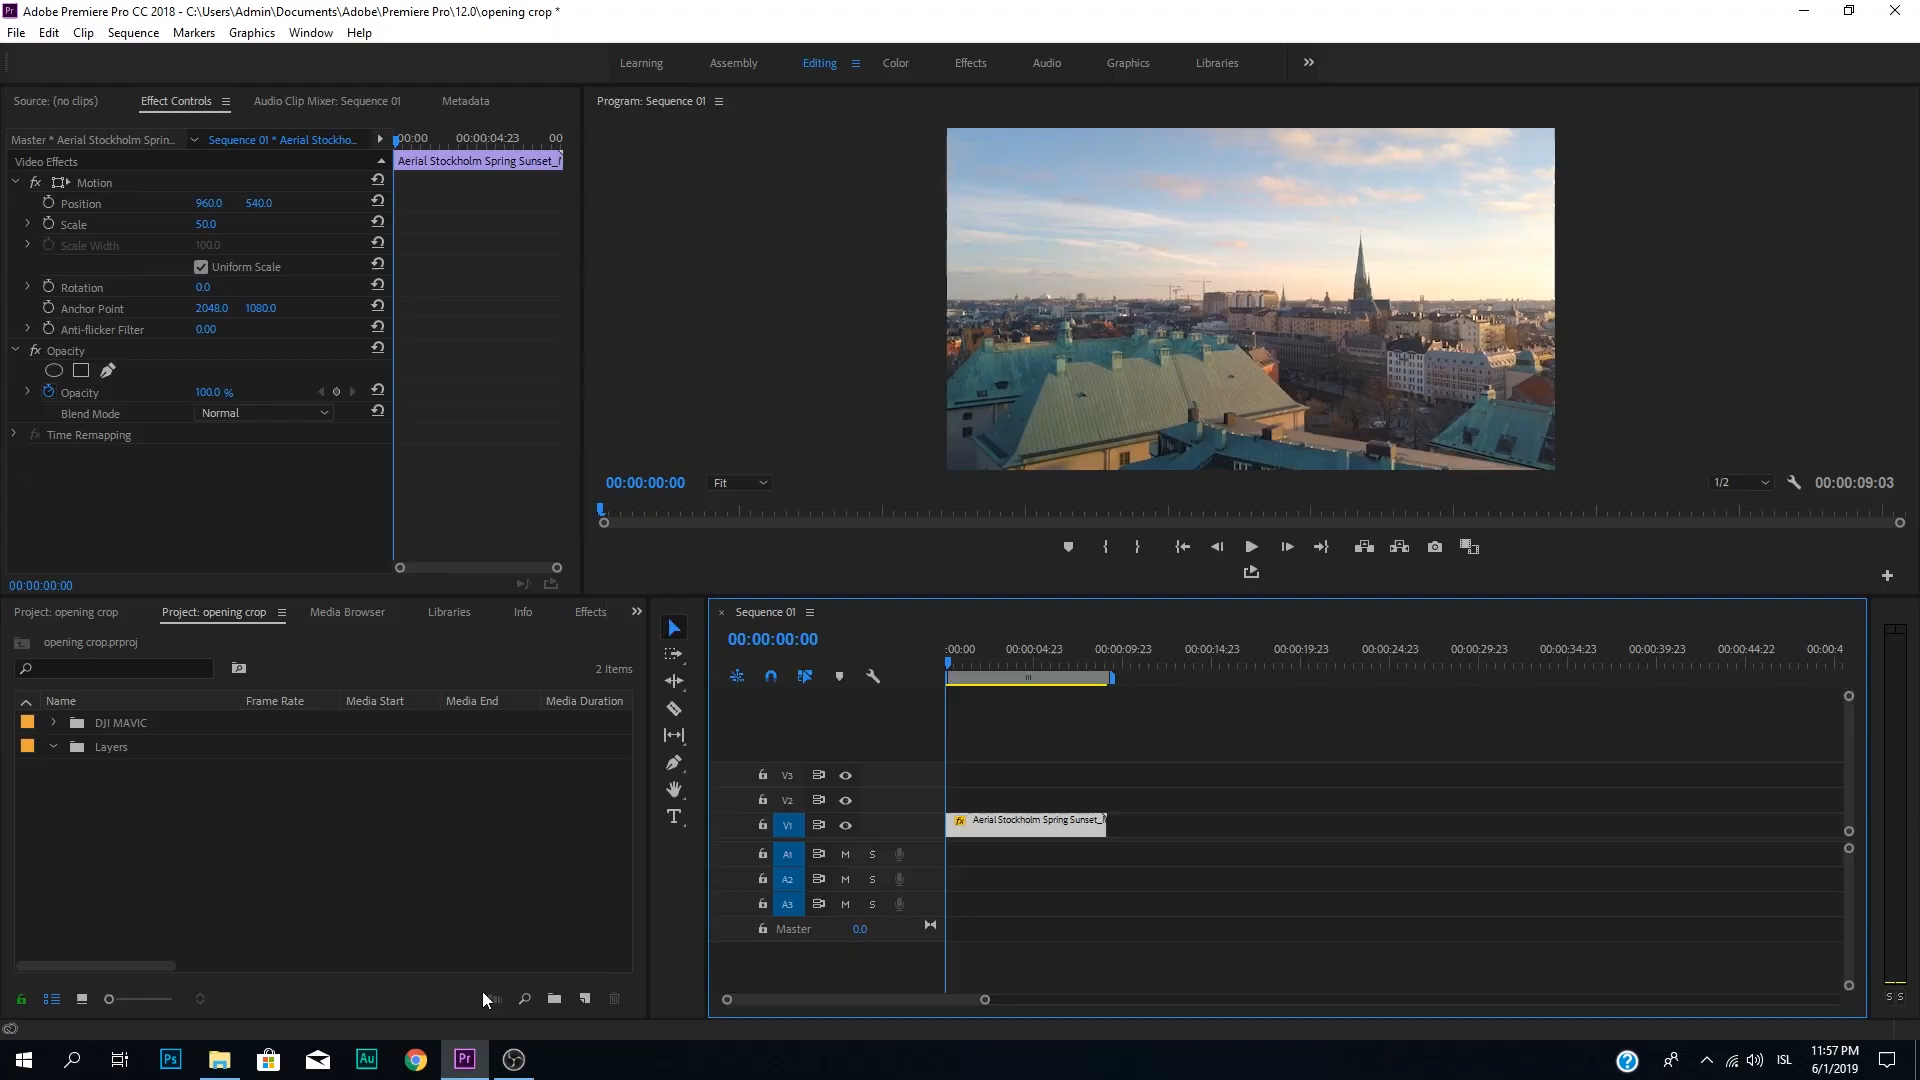 Adobe Premiere Pro CC 2018 - C:\Users\Admin\Documents\Adobe\Premiere Pro\12.0\opening crop *
File Edit Clip Sequence Markers Graphics Window Help
Learning Assembly Editing Color Effects Audio Graphics Libraries
Source: (no clips) Effect Controls Audio Clip Mixer: Sequence 01 Metadata
Program: Sequence 01
Master * Aerial Stockholm Sprin... Sequence 01 * Aerial Stockho...
:00:00 00:00:04:23 00
Video Effects
Aerial Stockholm Spring Sunset_
fx Motion
Position 960.0 540.0
Scale 50.0
Scale Width 100.0
Uniform Scale
Rotation 0.0
Anchor Point 2048.0 1080.0
Anti-flicker Filter 0.00
fx Opacity
Opacity 100.0 %
Blend Mode Normal
fx Time Remapping
00:00:00:00
00:00:00:00 Fit 1/2 00:00:09:03
Project: opening crop Project: opening crop Media Browser Libraries Info Effects
opening crop.prproj
2 Items
Name Frame Rate Media Start Media End Media Duration
DJI MAVIC
Layers
Sequence 01
00:00:00:00
:00:00 00:00:04:23 00:00:09:23 00:00:14:23 00:00:19:23 00:00:24:23 00:00:29:23 00:00:34:23 00:00:39:23 00:00:44:22 00:00:4
V3
V2
V1
fx Aerial Stockholm Spring Sunset_
A1 M S
A2 M S
A3 M S
Master 0.0
S S
Ps Au Pr
ISL
11:57 PM
6/1/2019